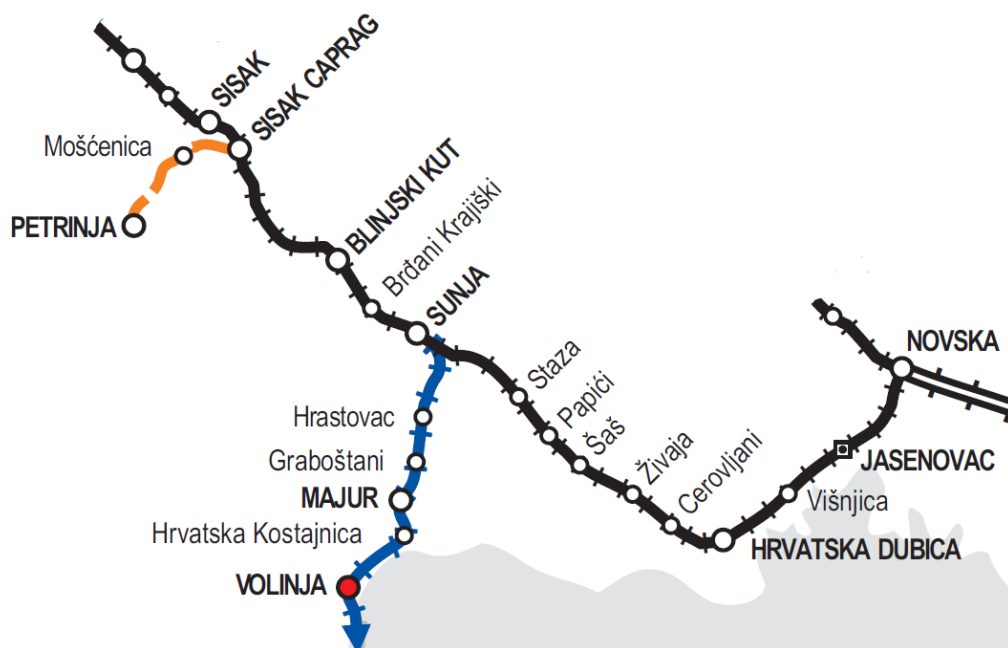 SISAK
SISAK CAPRAG
Mošćenica
PETRINJA
BLINJSKI KUT
Brđani Krajiški
SUNJA
NOVSKA
Staza
Papići
Šaš
Živaja
Cerovljani
Hrastovac
Graboštani
MAJUR
Hrvatska Kostajnica
VOLINJA
JASENOVAC
Višnjica
HRVATSKA DUBICA